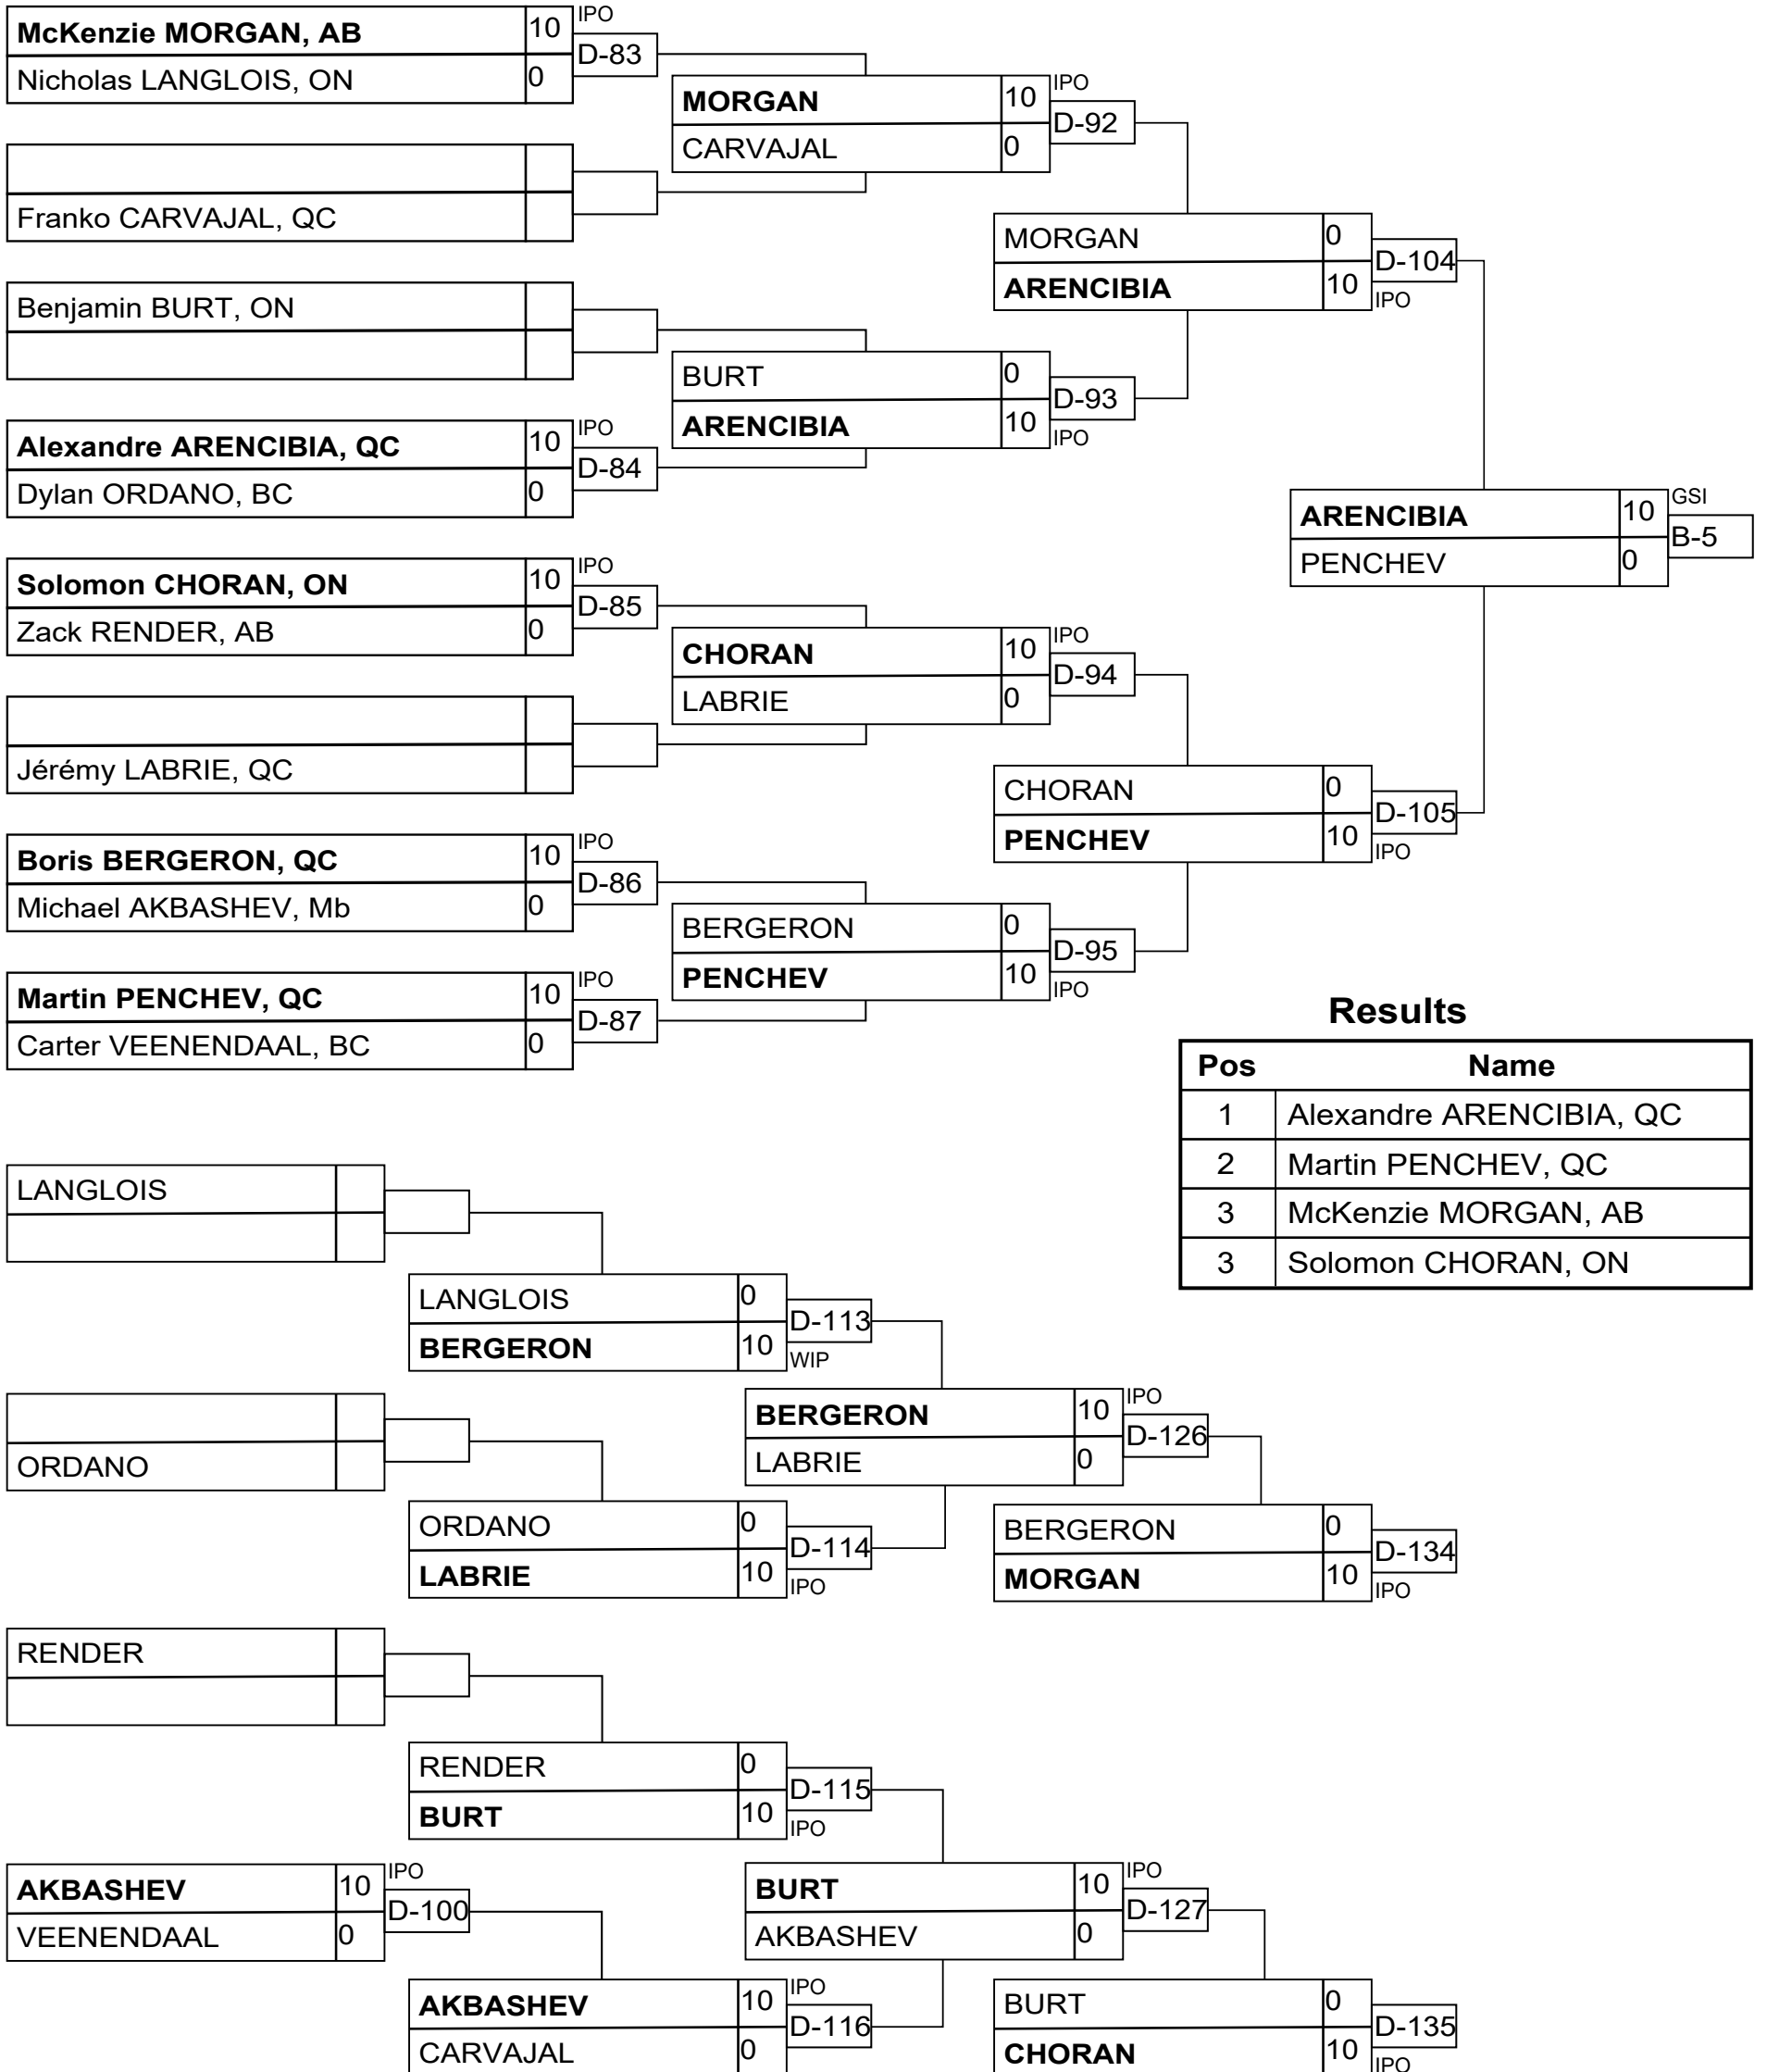 McKenzie MORGAN, AB 10 IPO
D-83
Nicholas LANGLOIS, ON 0
MORGAN 10 IPO
D-92
CARVAJAL 0
Franko CARVAJAL, QC
MORGAN 0
D-104
ARENCIBIA 10 IPO
Benjamin BURT, ON
BURT 0
D-93
ARENCIBIA 10 IPO
Alexandre ARENCIBIA, QC 10 IPO
D-84
Dylan ORDANO, BC 0
ARENCIBIA 10 GSI
B-5
PENCHEV 0
Solomon CHORAN, ON 10 IPO
D-85
Zack RENDER, AB 0
CHORAN 10 IPO
D-94
LABRIE 0
Jérémy LABRIE, QC
CHORAN 0
D-105
PENCHEV 10 IPO
Boris BERGERON, QC 10 IPO
D-86
Michael AKBASHEV, Mb 0
BERGERON 0
D-95
PENCHEV 10 IPO
Martin PENCHEV, QC 10 IPO
D-87
Carter VEENENDAAL, BC 0
Results
Pos Name
1 Alexandre ARENCIBIA, QC
2 Martin PENCHEV, QC
3 McKenzie MORGAN, AB
3 Solomon CHORAN, ON
LANGLOIS
LANGLOIS 0
D-113
BERGERON 10 WIP
BERGERON 10 IPO
D-126
LABRIE 0
ORDANO
ORDANO 0
D-114
LABRIE 10 IPO
BERGERON 0
D-134
MORGAN 10 IPO
RENDER
RENDER 0
D-115
BURT 10 IPO
AKBASHEV 10 IPO
D-100
VEENENDAAL 0
BURT 10 IPO
D-127
AKBASHEV 0
AKBASHEV 10 IPO
D-116
CARVAJAL 0
BURT 0
D-135
CHORAN 10 IPO